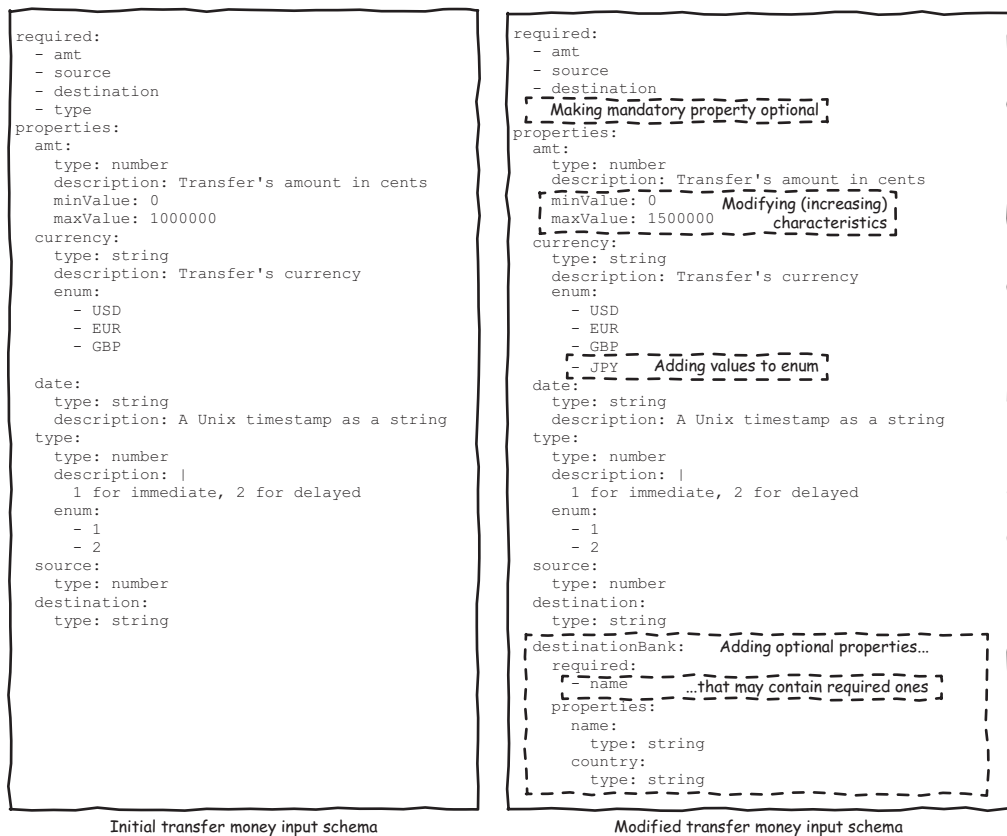 required:
  - amt
  - source
  - destination
  - type
properties:
  amt:
    type: number
    description: Transfer's amount in cents
    minValue: 0
    maxValue: 1000000
  currency:
    type: string
    description: Transfer's currency
    enum:
      - USD
      - EUR
      - GBP
  date:
    type: string
    description: A Unix timestamp as a string
  type:
    type: number
    description: |
      1 for immediate, 2 for delayed
    enum:
      - 1
      - 2
  source:
    type: number
  destination:
    type: string
Initial transfer money input schema
required:
  - amt
  - source
  - destination
Making mandatory property optional
properties:
  amt:
    type: number
    description: Transfer's amount in cents
    minValue: 0 Modifying (increasing)
    maxValue: 1500000 characteristics
  currency:
    type: string
    description: Transfer's currency
    enum:
      - USD
      - EUR
      - GBP
      - JPY Adding values to enum
  date:
    type: string
    description: A Unix timestamp as a string
  type:
    type: number
    description: |
      1 for immediate, 2 for delayed
    enum:
      - 1
      - 2
  source:
    type: number
  destination:
    type: string
  destinationBank: Adding optional properties...
    required:
      - name ...that may contain required ones
    properties:
      name:
        type: string
      country:
        type: string
Modified transfer money input schema